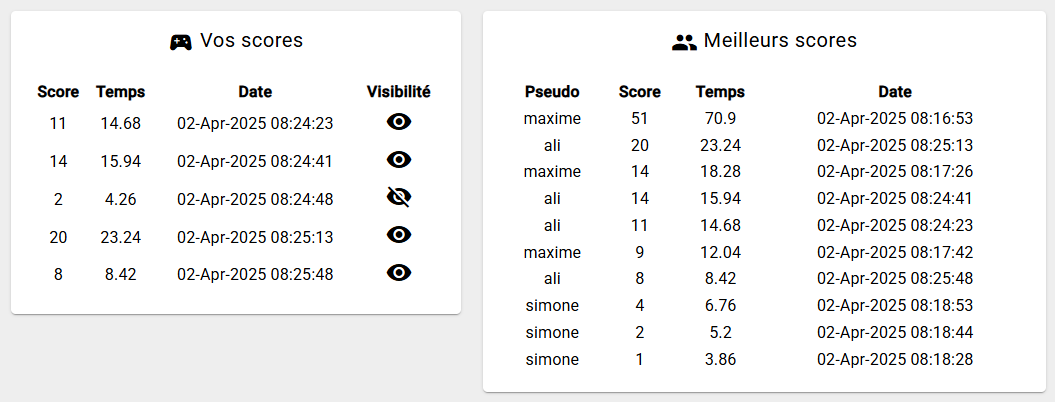 Vos scores
Score Temps Date Visibilité
11 14.68 02-Apr-2025 08:24:23
14 15.94 02-Apr-2025 08:24:41
2 4.26 02-Apr-2025 08:24:48
20 23.24 02-Apr-2025 08:25:13
8 8.42 02-Apr-2025 08:25:48
Meilleurs scores
Pseudo Score Temps Date
maxime 51 70.9 02-Apr-2025 08:16:53
ali 20 23.24 02-Apr-2025 08:25:13
maxime 14 18.28 02-Apr-2025 08:17:26
ali 14 15.94 02-Apr-2025 08:24:41
ali 11 14.68 02-Apr-2025 08:24:23
maxime 9 12.04 02-Apr-2025 08:17:42
ali 8 8.42 02-Apr-2025 08:25:48
simone 4 6.76 02-Apr-2025 08:18:53
simone 2 5.2 02-Apr-2025 08:18:44
simone 1 3.86 02-Apr-2025 08:18:28